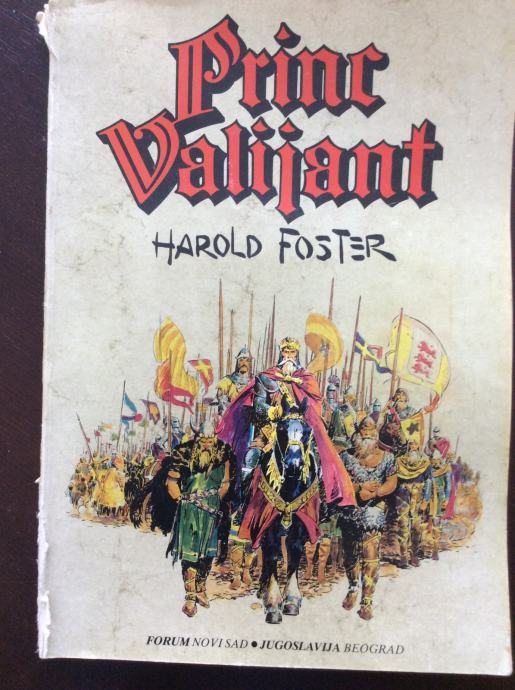 Princ
Valijant
HAROLD FOSTER
FORUM NOVI SAD ● JUGOSLAVIJA BEOGRAD